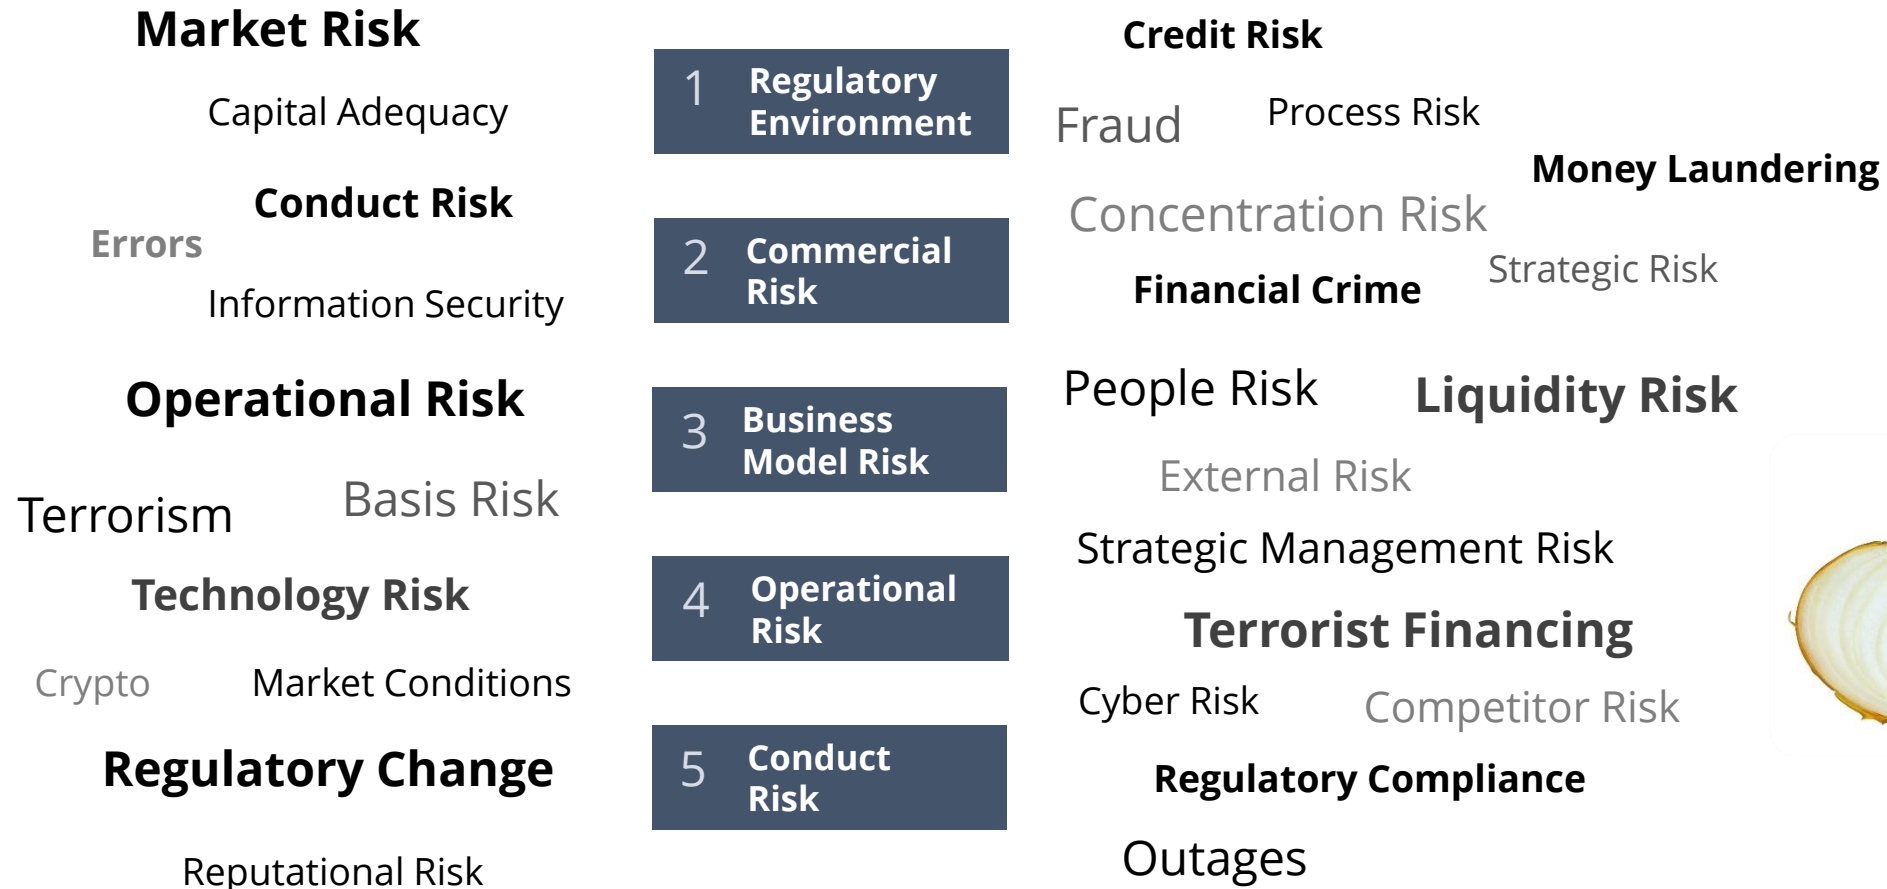 Market Risk
Capital Adequacy
Conduct Risk
Errors
Information Security
Operational Risk
Basis Risk
Terrorism
Technology Risk
Crypto
Market Conditions
Regulatory Change
Reputational Risk
1
Regulatory
Environment
2
Commercial
Risk
3
Business
Model Risk
4
Operational
Risk
5
Conduct
Risk
Credit Risk
Fraud
Process Risk
Money Laundering
Concentration Risk
Strategic Risk
Financial Crime
People Risk
Liquidity Risk
External Risk
Strategic Management Risk
Terrorist Financing
Cyber Risk
Competitor Risk
Regulatory Compliance
Outages